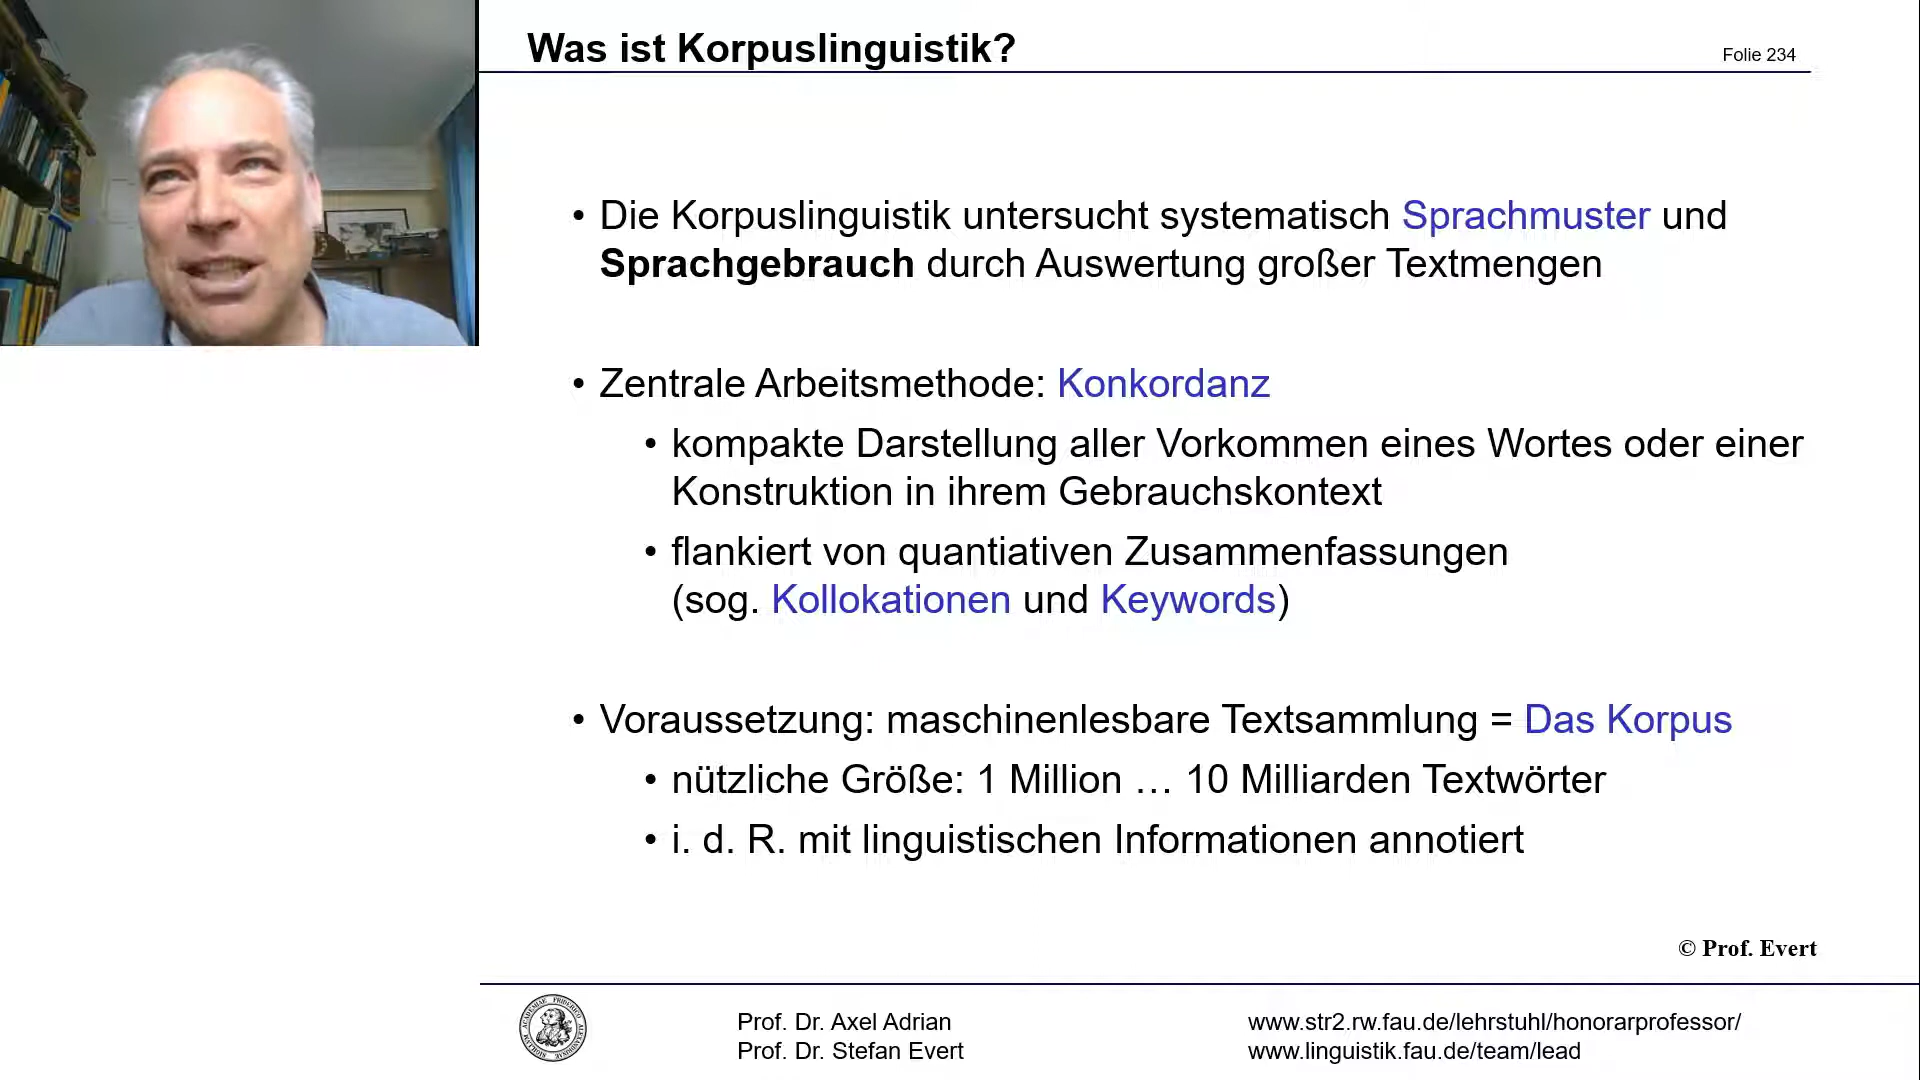 Was ist Korpuslinguistik?
Folie 234
• Die Korpuslinguistik untersucht systematisch Sprachmuster und
Sprachgebrauch durch Auswertung großer Textmengen
• Zentrale Arbeitsmethode: Konkordanz
• kompakte Darstellung aller Vorkommen eines Wortes oder einer
Konstruktion in ihrem Gebrauchskontext
• flankiert von quantiativen Zusammenfassungen
(sog. Kollokationen und Keywords)
• Voraussetzung: maschinenlesbare Textsammlung = Das Korpus
• nützliche Größe: 1 Million … 10 Milliarden Textwörter
• i. d. R. mit linguistischen Informationen annotiert
© Prof. Evert
Prof. Dr. Axel Adrian
Prof. Dr. Stefan Evert
www.str2.rw.fau.de/lehrstuhl/honorarprofessor/
www.linguistik.fau.de/team/lead